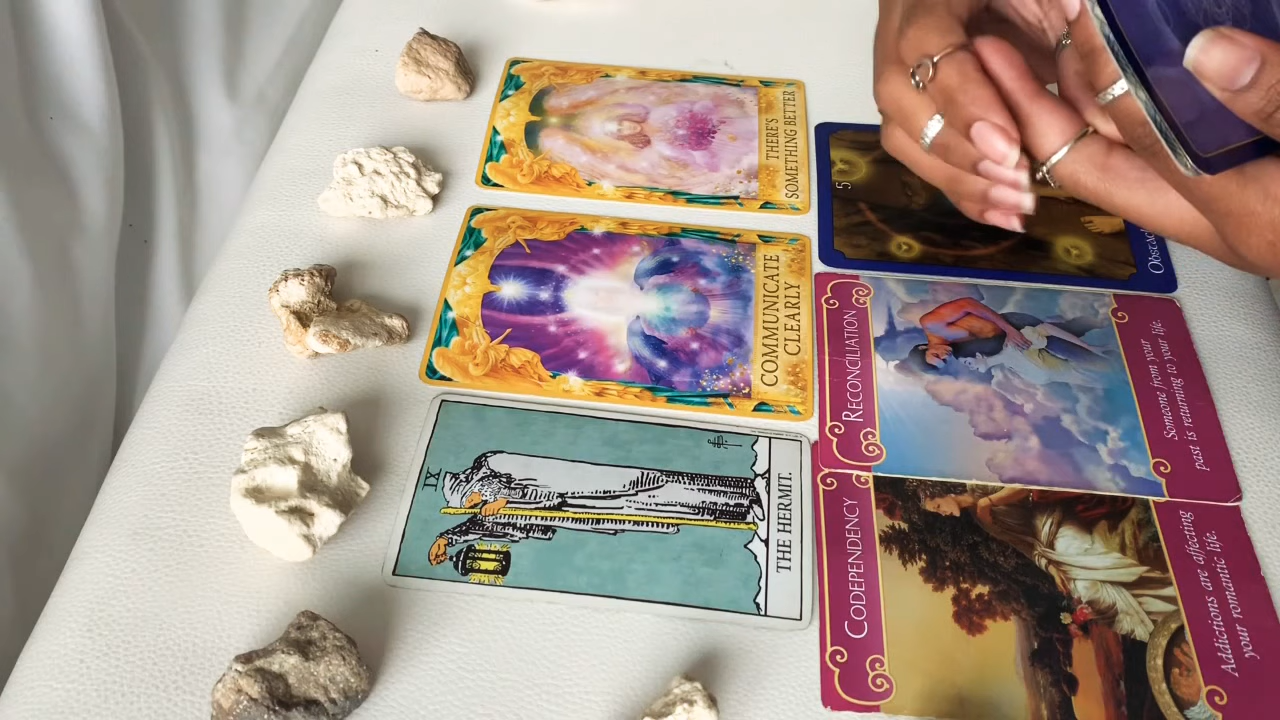 THERE'S
SOMETHING BETTER
COMMUNICATE
CLEARLY
IX
THE HERMIT.
5
RECONCILIATION
Someone from your
past is returning to your life.
CODEPENDENCY
Addictions are affecting
your romantic life.